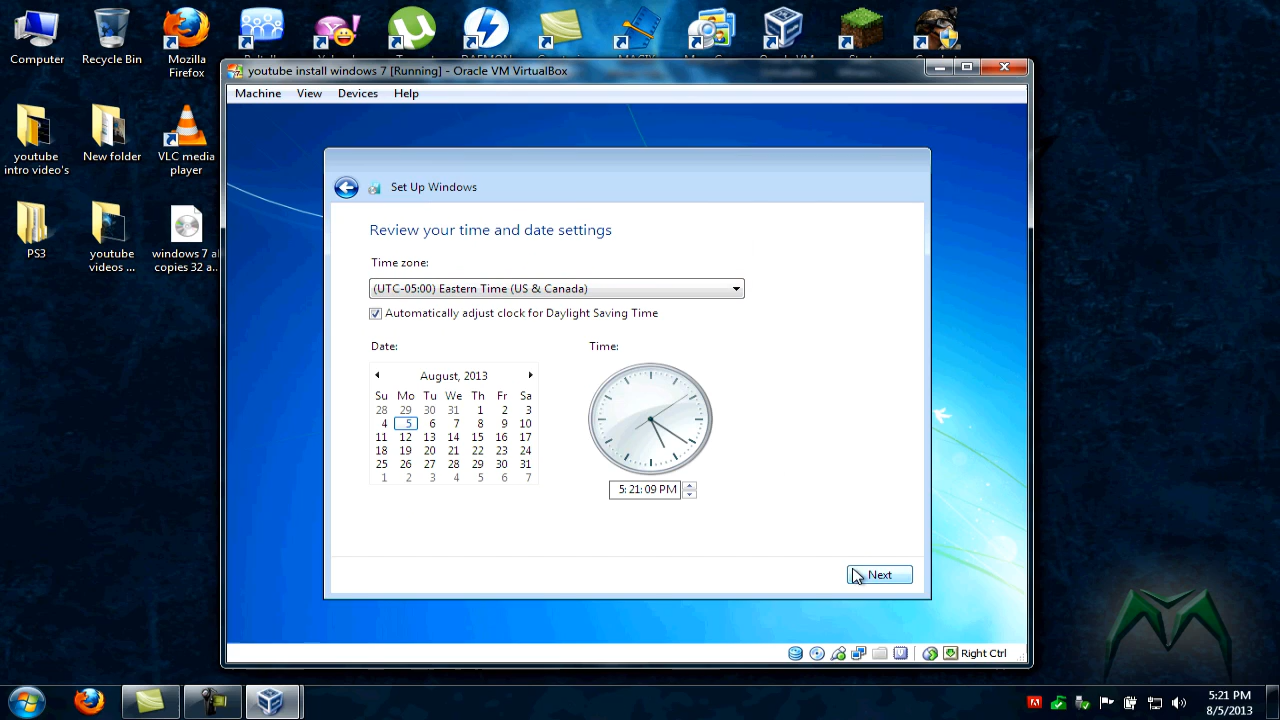 Computer
Recycle Bin
Mozilla
Firefox
youtube install windows 7 [Running] - Oracle VM VirtualBox
Machine View Devices Help
youtube
intro video's
New folder
VLC media
player
PS3
youtube
videos ...
windows 7 al
copies 32 a...
Set Up Windows
Review your time and date settings
Time zone:
(UTC-05:00) Eastern Time (US & Canada)
Automatically adjust clock for Daylight Saving Time
Date:
August, 2013
Su Mo Tu We Th Fr Sa
28 29 30 31 1 2 3
4 5 6 7 8 9 10
11 12 13 14 15 16 17
18 19 20 21 22 23 24
25 26 27 28 29 30 31
1 2 3 4 5 6 7
Time:
5:21:09 PM
Next
Right Ctrl
5:21 PM
8/5/2013